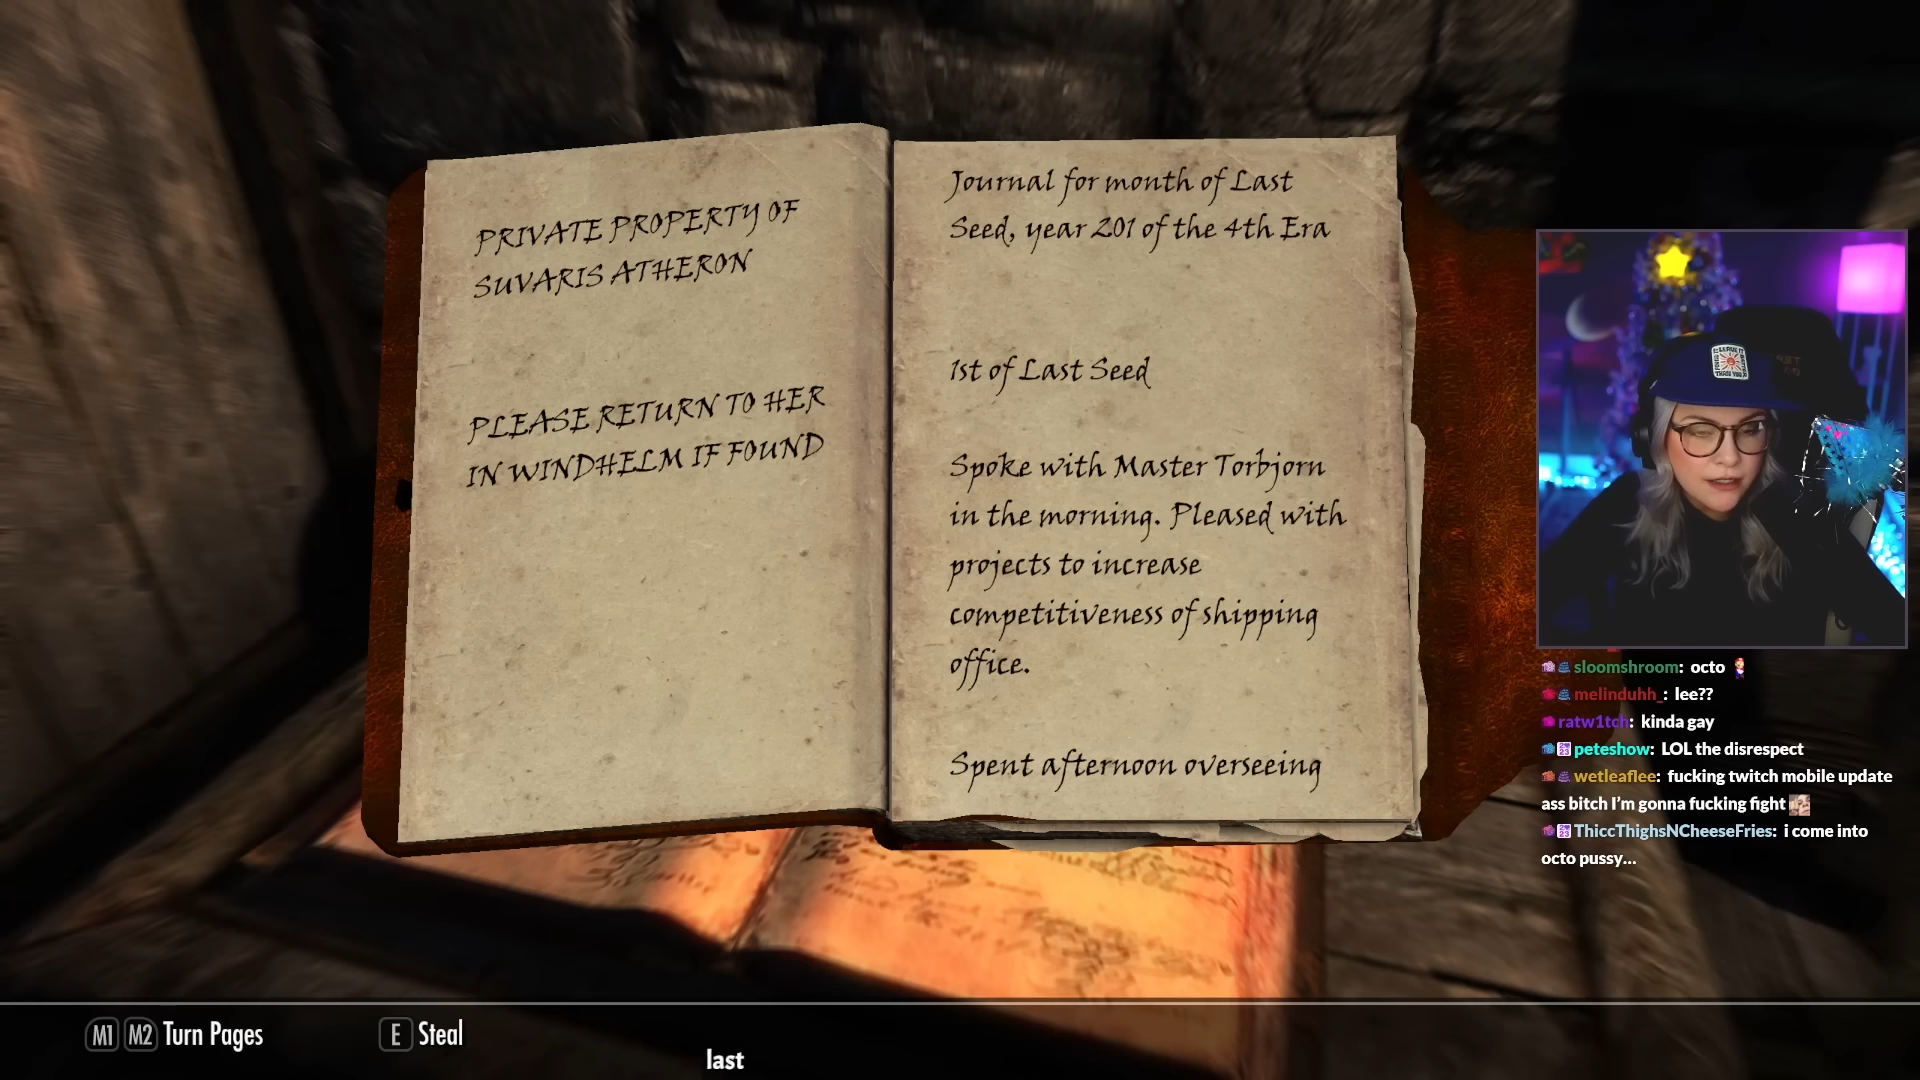 PRIVATE PROPERTY OF
SUVARIS ATHERON
PLEASE RETURN TO HER
IN WINDHELM IF FOUND
Journal for month of Last
Seed, year 201 of the 4th Era
1st of Last Seed
Spoke with Master Torbjorn
in the morning. Pleased with
projects to increase
competitiveness of shipping
office.
Spent afternoon overseeing
sloomshroom: octo
melinduhh_: lee??
ratw1tch: kinda gay
peteshow: LOL the disrespect
wetleaflee: fucking twitch mobile update
ass bitch I'm gonna fucking fight
ThiccThighsNCheeseFries: i come into
octo pussy...
M1 M2 Turn Pages
E Steal
last